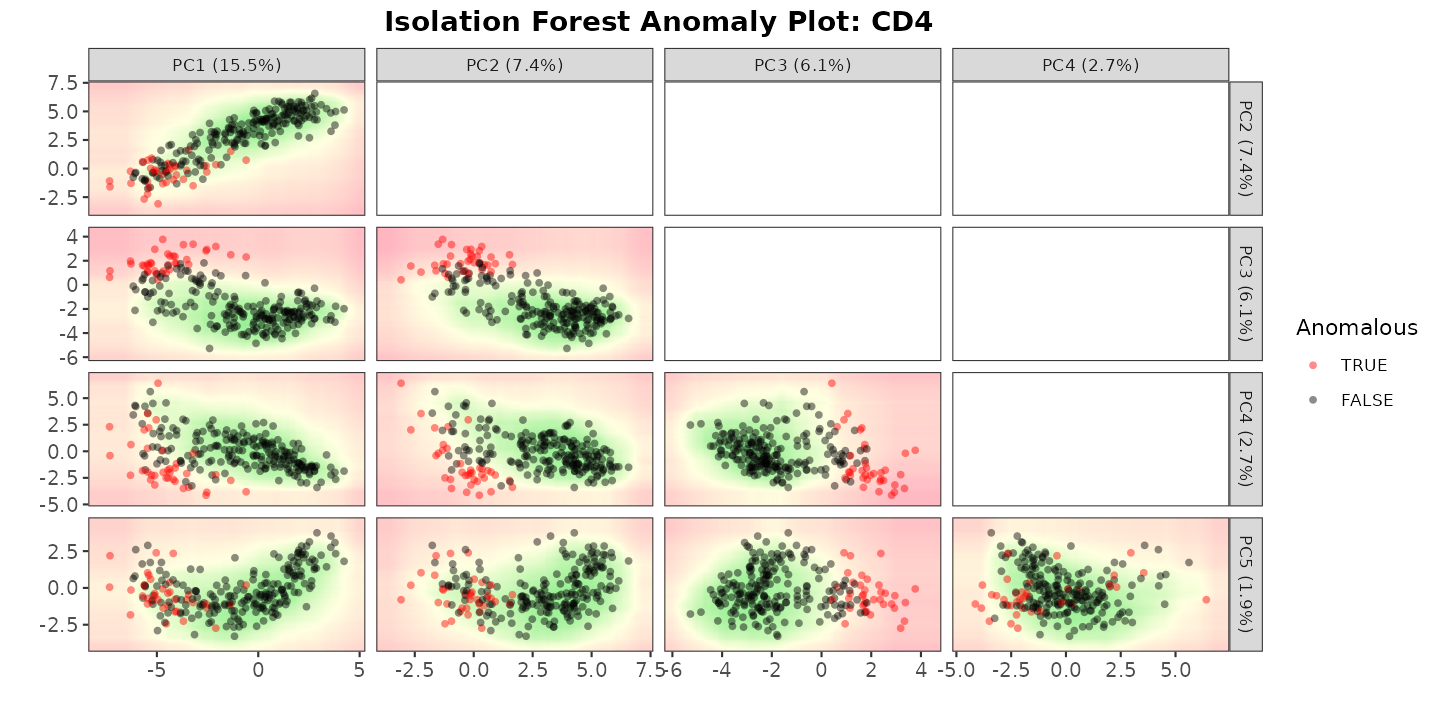 Isolation Forest Anomaly Plot: CD4
PC1 (15.5%)
PC2 (7.4%)
PC3 (6.1%)
PC4 (2.7%)
7.5
5.0
2.5
0.0
-2.5
PC2 (7.4%)
4
2
0
-2
-4
-6
PC3 (6.1%)
Anomalous
TRUE
FALSE
5.0
2.5
0.0
-2.5
-5.0
PC4 (2.7%)
2.5
0.0
-2.5
PC5 (1.9%)
-5 0 5
-2.5 0.0 2.5 5.0 7.5
-6 -4 -2 0 2 4
-5.0 -2.5 0.0 2.5 5.0